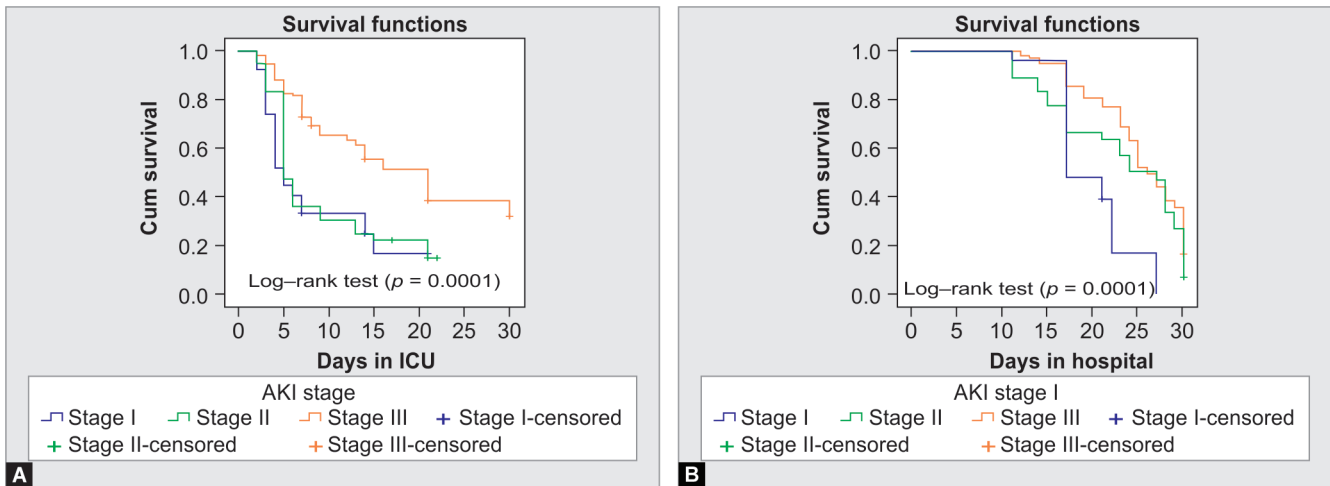 Survival functions
1.0
0.8
0.6
0.4
0.2
0.0
Cum survival
Log–rank test (p = 0.0001)
0 5 10 15 20 25 30
Days in ICU
AKI stage
Stage I Stage II Stage III Stage I-censored
Stage II-censored Stage III-censored
A
Survival functions
1.0
0.8
0.6
0.4
0.2
0.0
Cum survival
Log–rank test (p = 0.0001)
0 5 10 15 20 25 30
Days in hospital
AKI stage I
Stage I Stage II Stage III Stage I-censored
Stage II-censored Stage III-censored
B